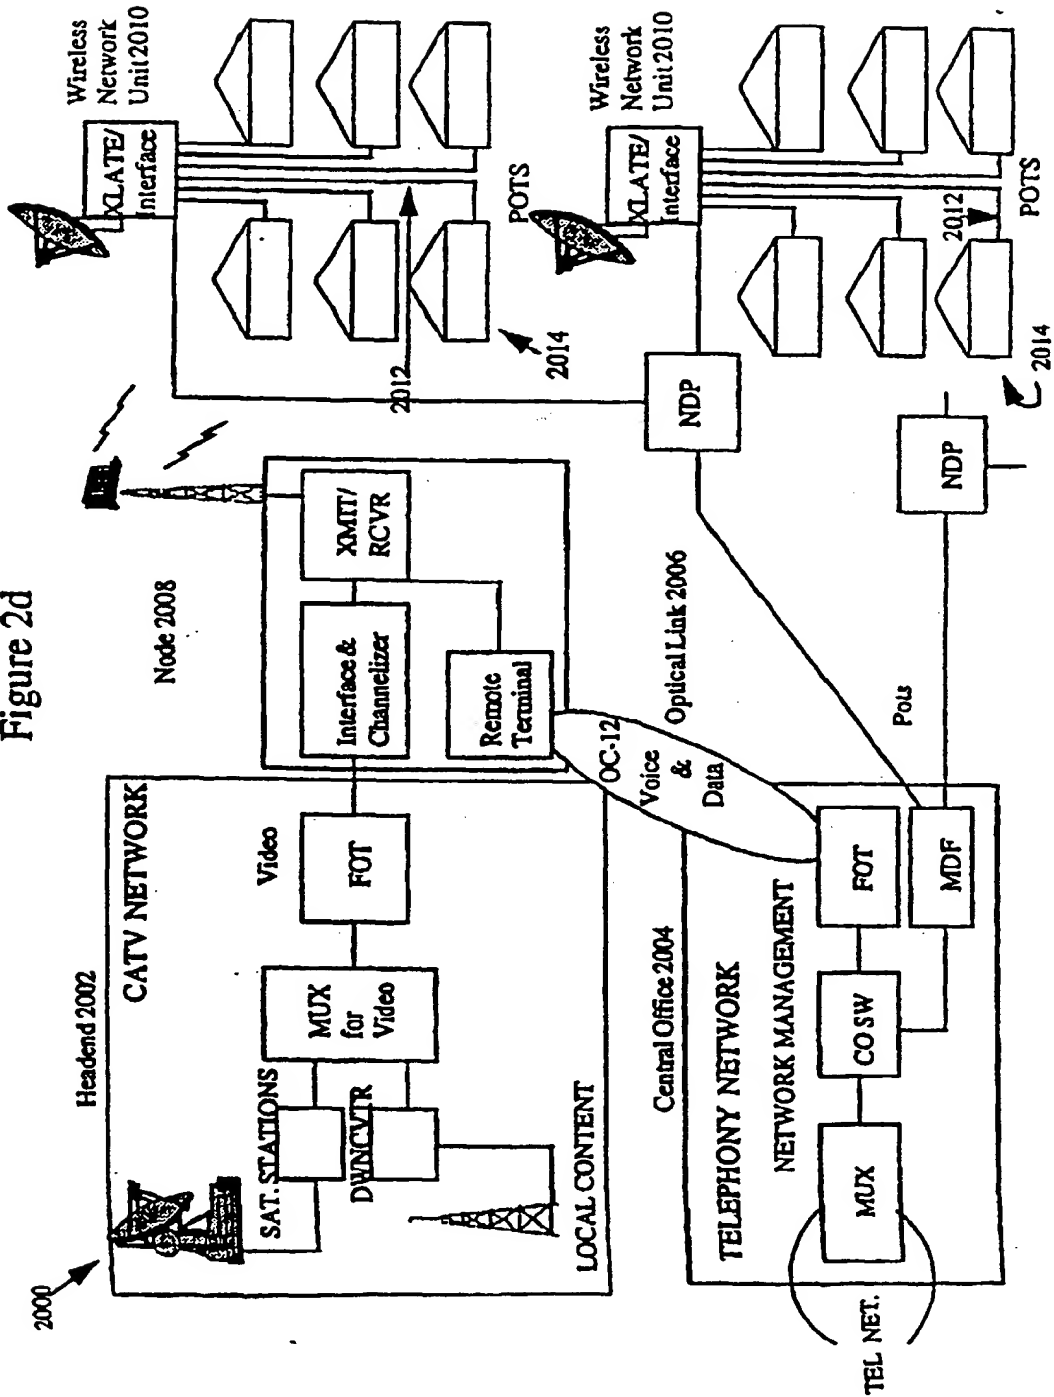 Figure 2d
2000
Headend 2002
CATV NETWORK
SAT. STATIONS
DWNCVTR
LOCAL CONTENT
MUX
for
Video
Video
FOT
Node 2008
Interface &
Channelizer
XMIT/
RCVR
Remote
Terminal
OC-12
Voice
&
Data
Optical Link 2006
Central Office 2004
TELEPHONY NETWORK
NETWORK MANAGEMENT
TEL NET.
MUX
CO SW
FOT
MDF
Pots
NDP
NDP
Wireless
Network
Unit 2010
XLATE/
Interface
2012
2014
POTS
Wireless
Network
Unit 2010
XLATE/
Interface
2012
2014
POTS